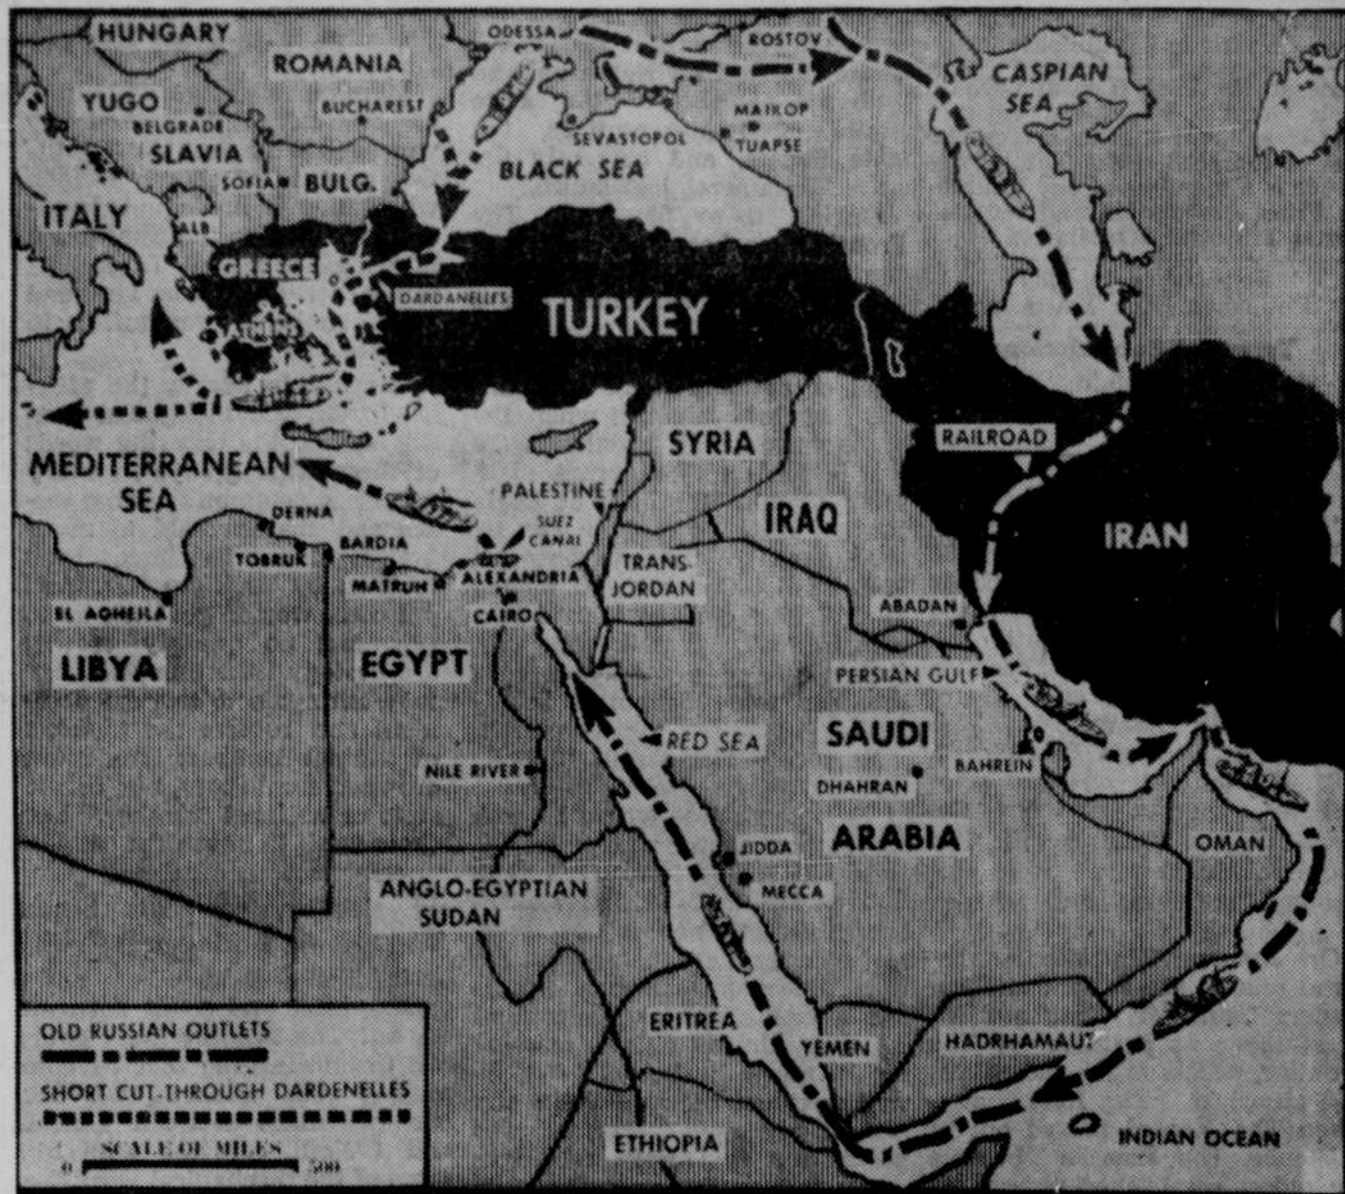 HUNGARY
ODESSA
ROSTOV
ROMANIA
CASPIAN
SEA
YUGO
BUCHAREST
MAIKOP
BELGRADE
SEVASTOPOL
TUAPSE
SLAVIA
BLACK SEA
SOFIA
BULG.
ITALY
ALB.
GREECE
DARDANELLES
TURKEY
ATHENS
RAILROAD
SYRIA
MEDITERRANEAN
SEA
PALESTINE
IRAQ
IRAN
DERNA
SUEZ
CANAL
BARDIA
TOBRUK
TRANS-
JORDAN
MATRUH
ALEXANDRIA
EL AGHEILA
ABADAN
CAIRO
LIBYA
EGYPT
PERSIAN GULF
RED SEA
SAUDI
NILE RIVER
BAHREIN
DHAHRAN
ARABIA
OMAN
JIDDA
MECCA
ANGLO-EGYPTIAN
SUDAN
ERITREA
YEMEN
HADRHAMAUT
ETHIOPIA
INDIAN OCEAN
OLD RUSSIAN OUTLETS
SHORT CUT-THROUGH DARDENELLES
SCALE OF MILES
0 500